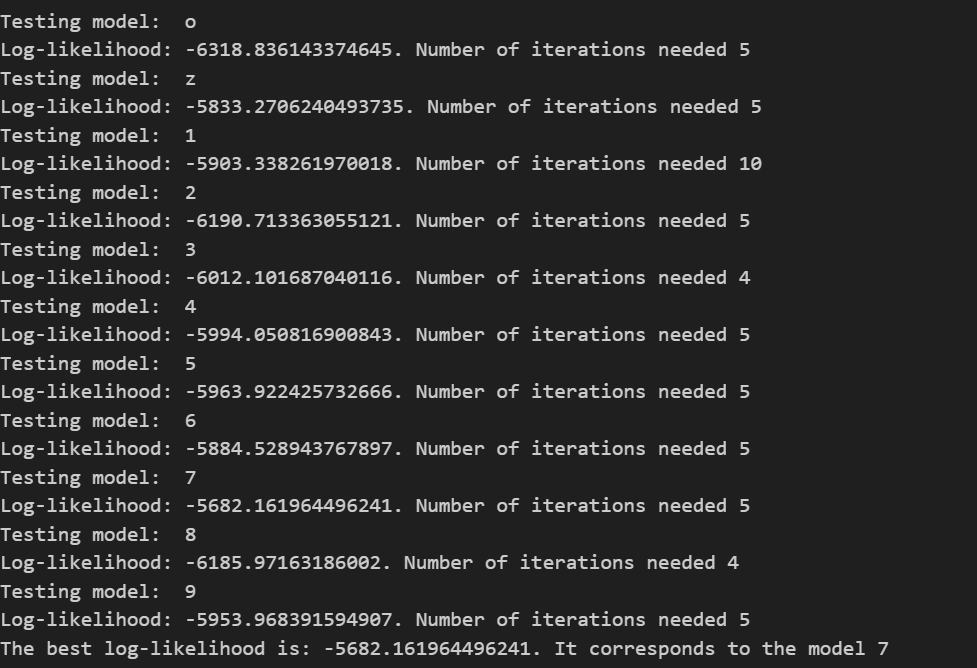 Testing model:  o
Log-likelihood: -6318.836143374645. Number of iterations needed 5
Testing model:  z
Log-likelihood: -5833.2706240493735. Number of iterations needed 5
Testing model:  1
Log-likelihood: -5903.338261970018. Number of iterations needed 10
Testing model:  2
Log-likelihood: -6190.713363055121. Number of iterations needed 5
Testing model:  3
Log-likelihood: -6012.101687040116. Number of iterations needed 4
Testing model:  4
Log-likelihood: -5994.050816900843. Number of iterations needed 5
Testing model:  5
Log-likelihood: -5963.922425732666. Number of iterations needed 5
Testing model:  6
Log-likelihood: -5884.528943767897. Number of iterations needed 5
Testing model:  7
Log-likelihood: -5682.161964496241. Number of iterations needed 5
Testing model:  8
Log-likelihood: -6185.97163186002. Number of iterations needed 4
Testing model:  9
Log-likelihood: -5953.968391594907. Number of iterations needed 5
The best log-likelihood is: -5682.161964496241. It corresponds to the model 7